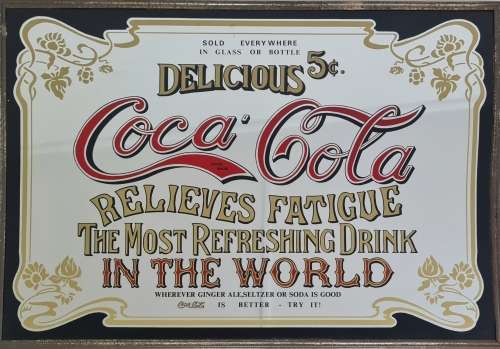 SOLD EVERYWHERE
IN GLASS OR BOTTLE
DELICIOUS 5¢.
Coca-Cola
RELIEVES FATIGUE
THE MOST REFRESHING DRINK
IN THE WORLD
WHEREVER GINGER ALE, SELTZER OR SODA IS GOOD
Coca-Cola IS BETTER - TRY IT!